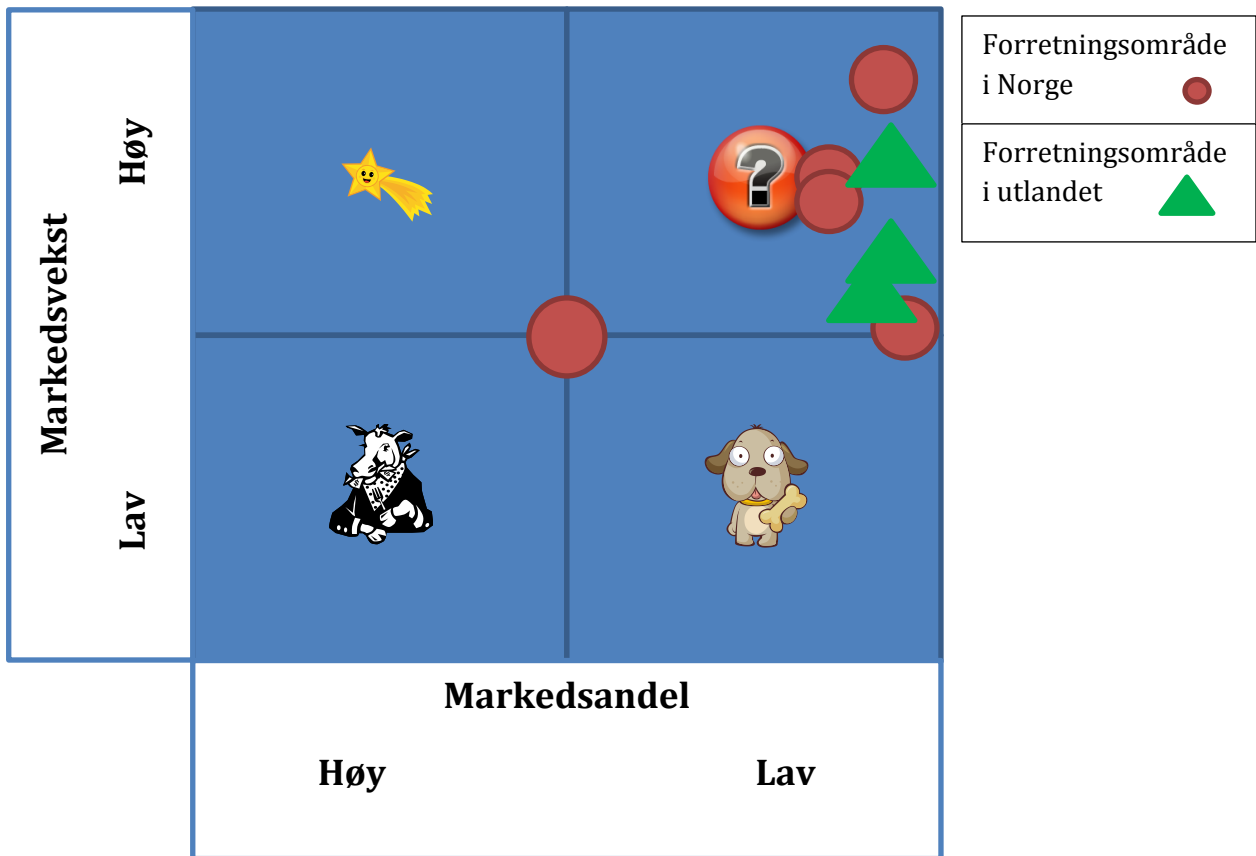 Forretningsområde
i Norge
Forretningsområde
i utlandet
Markedsvekst
Høy
Lav
?
Markedsandel
Høy
Lav